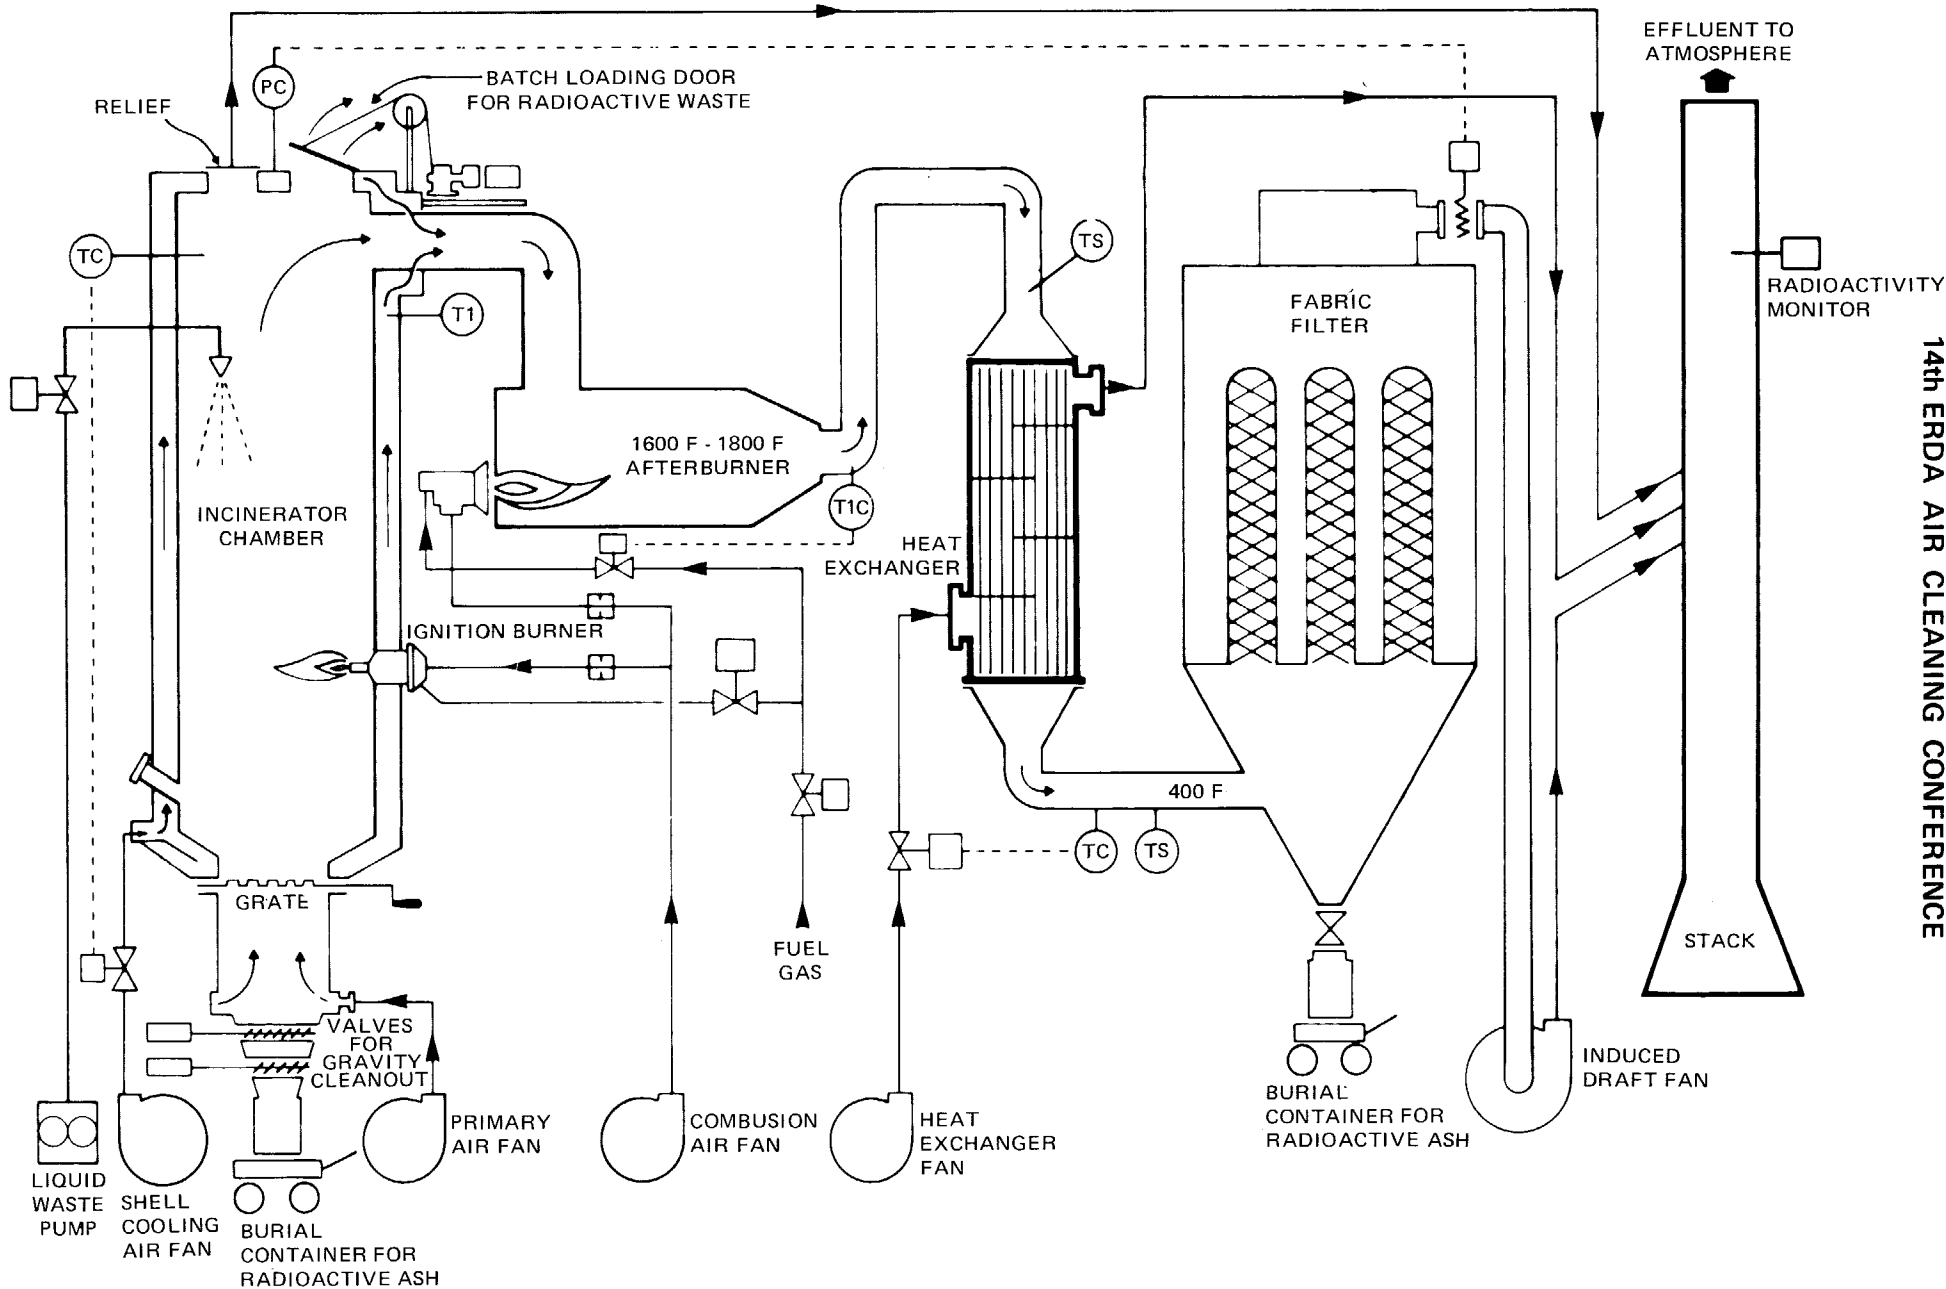 EFFLUENT TO
ATMOSPHERE
BATCH LOADING DOOR
FOR RADIOACTIVE WASTE
PC
RELIEF
TC
TS
T1
RADIOACTIVITY
MONITOR
FABRIC
FILTER
14th ERDA AIR CLEANING CONFERENCE
1600 F - 1800 F
AFTERBURNER
T1C
INCINERATOR
CHAMBER
HEAT
EXCHANGER
IGNITION BURNER
400 F
TC
TS
GRATE
FUEL
GAS
STACK
VALVES
FOR
GRAVITY
CLEANOUT
INDUCED
DRAFT FAN
BURIAL
CONTAINER FOR
RADIOACTIVE ASH
PRIMARY
AIR FAN
COMBUSION
AIR FAN
HEAT
EXCHANGER
FAN
LIQUID
WASTE
PUMP
SHELL
COOLING
AIR FAN
BURIAL
CONTAINER FOR
RADIOACTIVE ASH